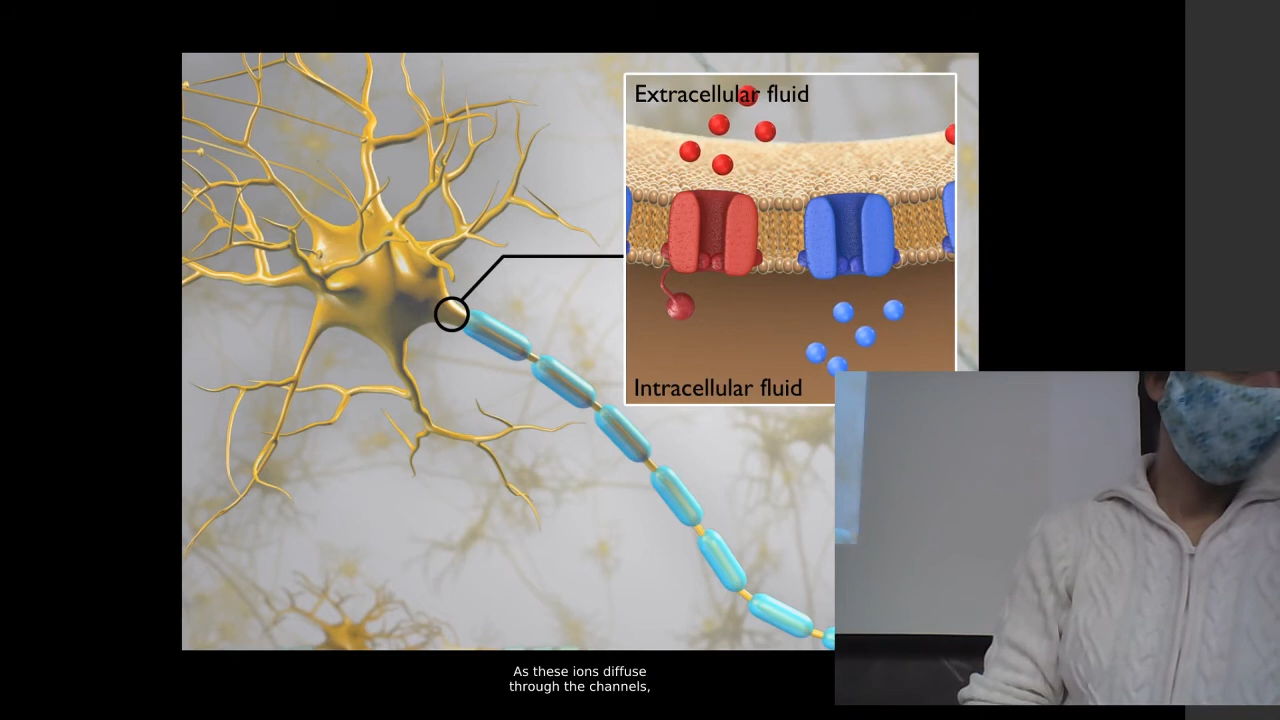 Extracellular fluid
Intracellular fluid
As these ions diffuse
through the channels,